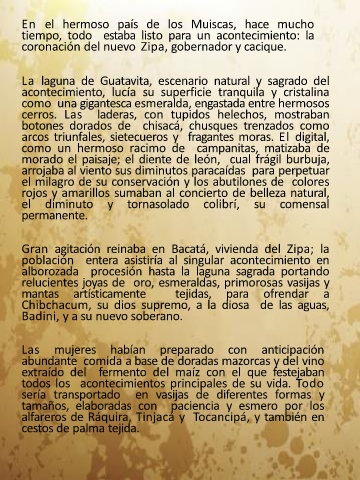 En el hermoso país de los Muiscas, hace mucho
tiempo, todo estaba listo para un acontecimiento: la
coronación del nuevo Zipa, gobernador y cacique.
La laguna de Guatavita, escenario natural y sagrado del
acontecimiento, lucía su superficie tranquila y cristalina
como una gigantesca esmeralda, engastada entre hermosos
cerros. Las laderas, con tupidos helechos, mostraban
botones dorados de chisacá, chusques trenzados como
arcos triunfales, sietecueros y fragantes moras. El digital,
como un hermoso racimo de campanitas, matizaba de
morado el paisaje; el diente de león, cual frágil burbuja,
arrojaba al viento sus diminutos paracaídas para perpetuar
el milagro de su conservación y los abutilones de colores
rojos y amarillos sumaban al concierto de belleza natural,
el diminuto y tornasolado colibrí, su comensal
permanente.
Gran agitación reinaba en Bacatá, vivienda del Zipa; la
población entera asistiría al singular acontecimiento en
alborozada procesión hasta la laguna sagrada portando
relucientes joyas de oro, esmeraldas, primorosas vasijas y
mantas artísticamente tejidas, para ofrendar a
Chibchacum, su dios supremo, a la diosa de las aguas,
Badini, y a su nuevo soberano.
Las mujeres habían preparado con anticipación
abundante comida a base de doradas mazorcas y del vino
extraído del fermento del maíz con el que festejaban
todos los acontecimientos principales de su vida. Todo
sería transportado en vasijas de diferentes formas y
tamaños, elaboradas con paciencia y esmero por los
alfareros de Ráquira, Tinjacá y Tocancipá, y también en
cestos de palma tejida.